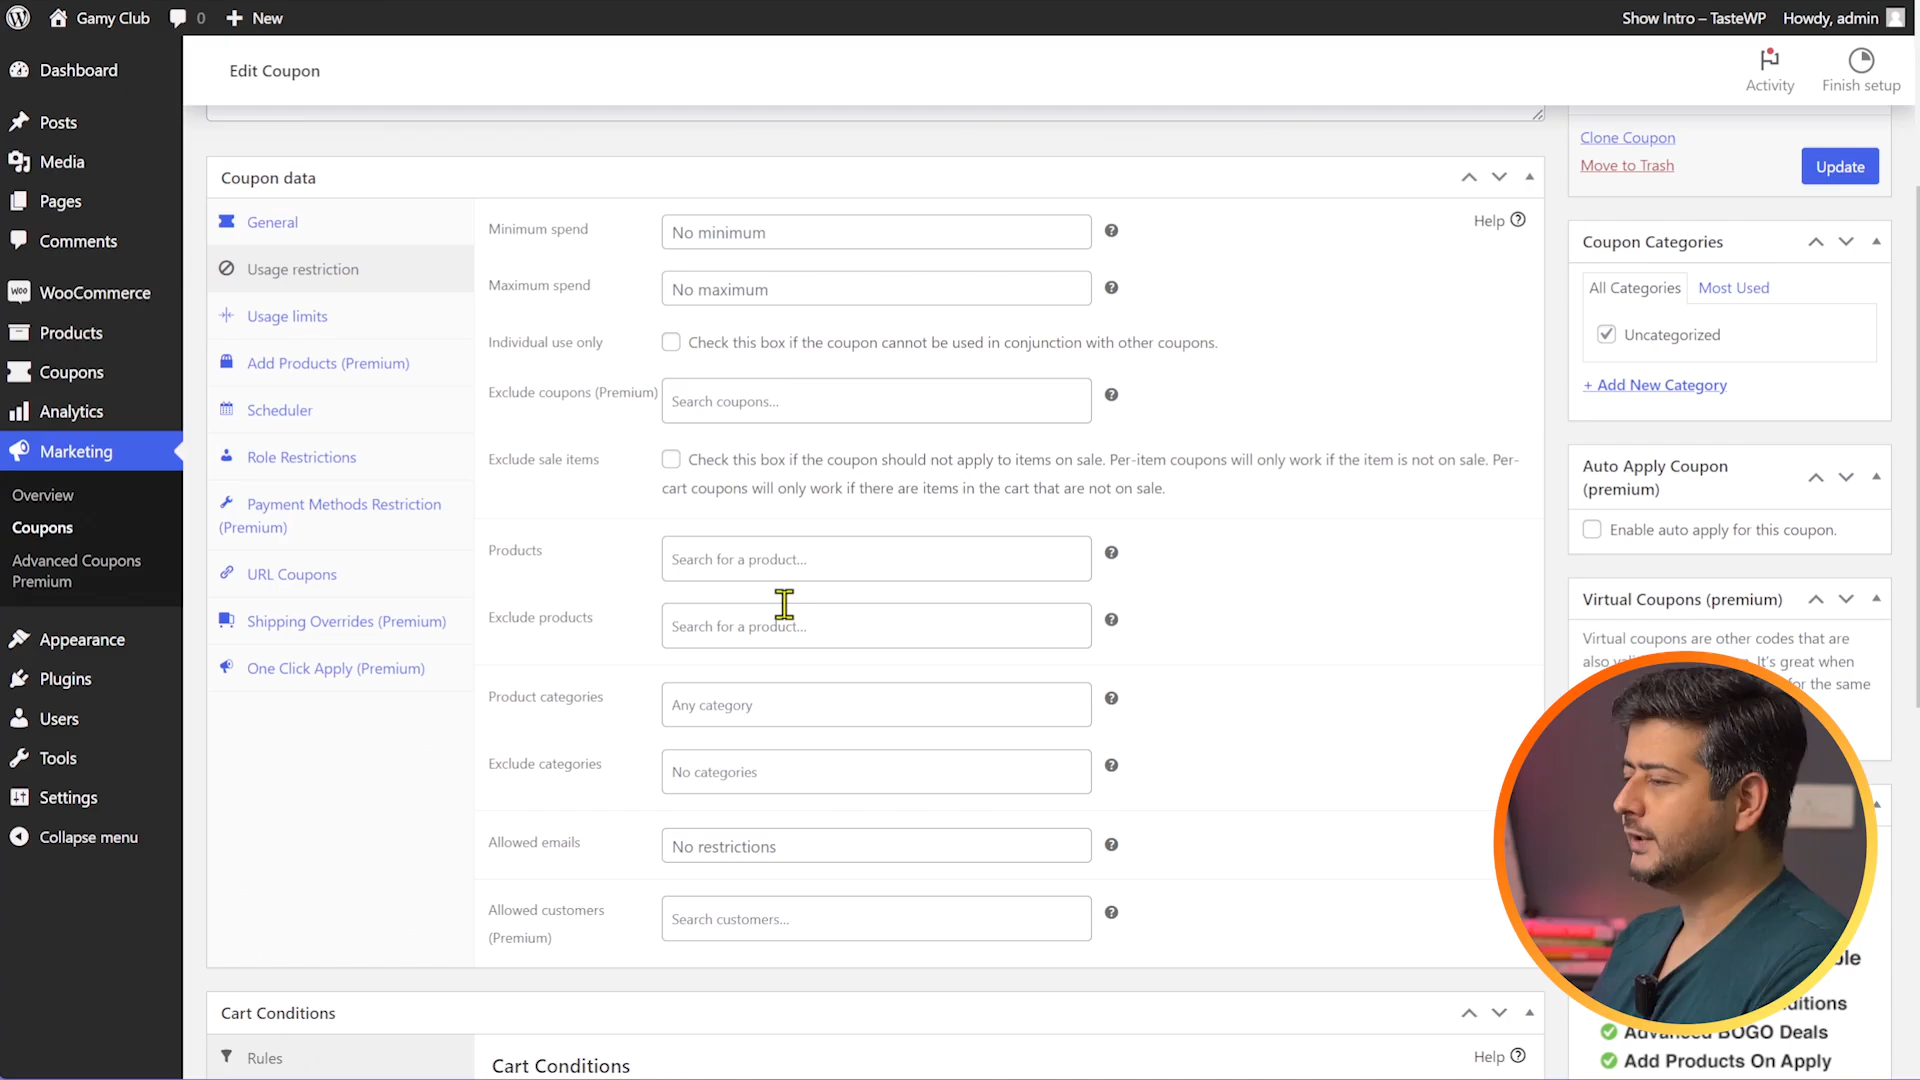 Gamy Club
0
New
Show Intro – TasteWP
Howdy, admin
Dashboard
Posts
Media
Pages
Comments
WooCommerce
Products
Coupons
Analytics
Marketing
Overview
Coupons
Advanced Coupons
Premium
Appearance
Plugins
Users
Tools
Settings
Collapse menu
Edit Coupon
Activity
Finish setup
Coupon data
General
Usage restriction
Usage limits
Add Products (Premium)
Scheduler
Role Restrictions
Payment Methods Restriction
(Premium)
URL Coupons
Shipping Overrides (Premium)
One Click Apply (Premium)
Help
Minimum spend
No minimum
Maximum spend
No maximum
Individual use only
Check this box if the coupon cannot be used in conjunction with other coupons.
Exclude coupons (Premium)
Search coupons...
Exclude sale items
Check this box if the coupon should not apply to items on sale. Per-item coupons will only work if the item is not on sale. Per-
cart coupons will only work if there are items in the cart that are not on sale.
Products
Search for a product...
Exclude products
Search for a product...
Product categories
Any category
Exclude categories
No categories
Allowed emails
No restrictions
Allowed customers
(Premium)
Search customers...
Cart Conditions
Rules
Cart Conditions
Help
Clone Coupon
Move to Trash
Update
Coupon Categories
All Categories
Most Used
Uncategorized
+ Add New Category
Auto Apply Coupon
(premium)
Enable auto apply for this coupon.
Virtual Coupons (premium)
Virtual coupons are other codes that are
also
It's great when
for the same
Advanced BOGO Deals
Add Products On Apply